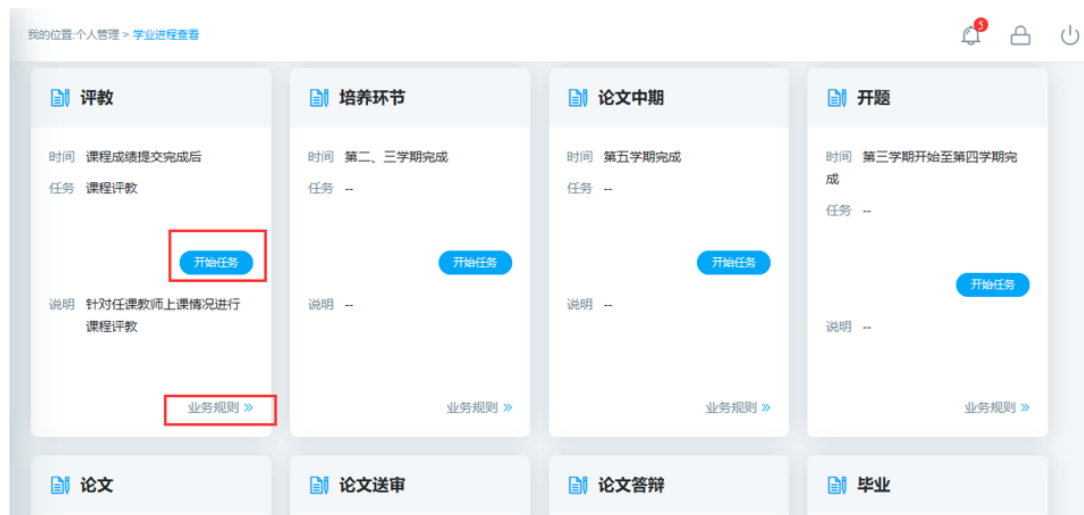 我的位置:个人管理 > 学业进程查看
5
评教
时间 课程成绩提交完成后
任务 课程评教
开始任务
说明 针对任课教师上课情况进行
课程评教
业务规则 »
培养环节
时间 第二、三学期完成
任务 --
开始任务
说明 --
业务规则 »
论文中期
时间 第五学期完成
任务 --
开始任务
说明 --
业务规则 »
开题
时间 第三学期开始至第四学期完
成
任务 --
开始任务
说明 --
业务规则 »
论文
论文送审
论文答辩
毕业